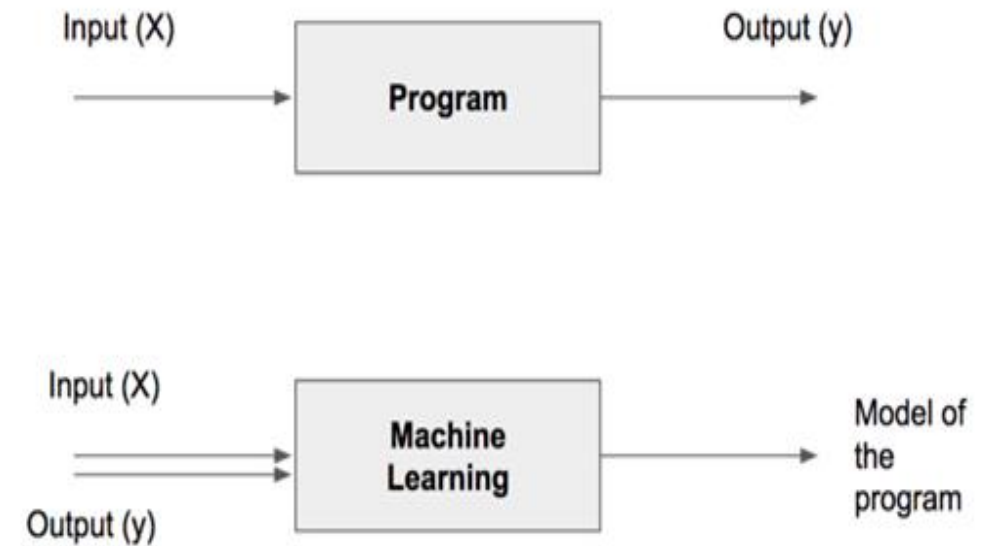 Input (X)
Output (y)
Program
Input (X)
Machine
Learning
Model of
the
program
Output (y)